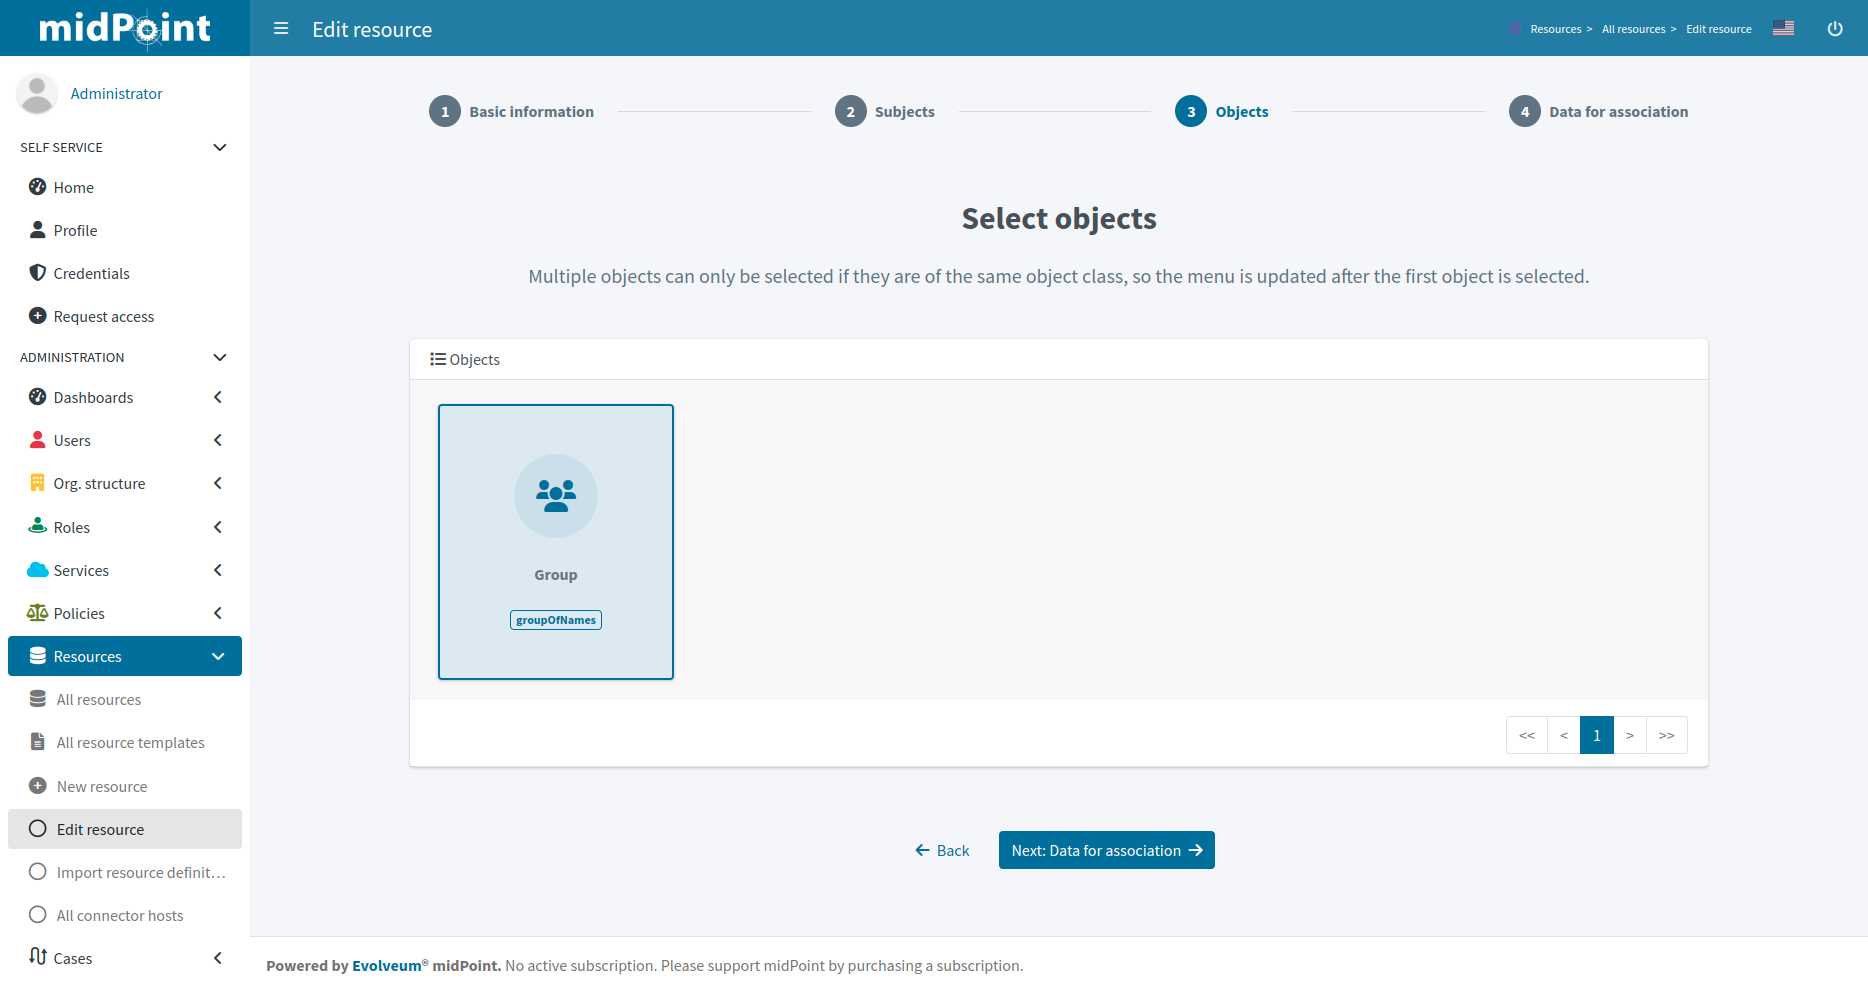 midPoint
Edit resource
Resources > All resources > Edit resource
Administrator
SELF SERVICE
Home
Profile
Credentials
Request access
ADMINISTRATION
Dashboards
Users
Org. structure
Roles
Services
Policies
Resources
All resources
All resource templates
New resource
Edit resource
Import resource definit...
All connector hosts
Cases
1 Basic information
2 Subjects
3 Objects
4 Data for association
Select objects
Multiple objects can only be selected if they are of the same object class, so the menu is updated after the first object is selected.
Objects
Group
groupOfNames
<< < 1 > >>
Back
Next: Data for association
Powered by Evolveum® midPoint. No active subscription. Please support midPoint by purchasing a subscription.